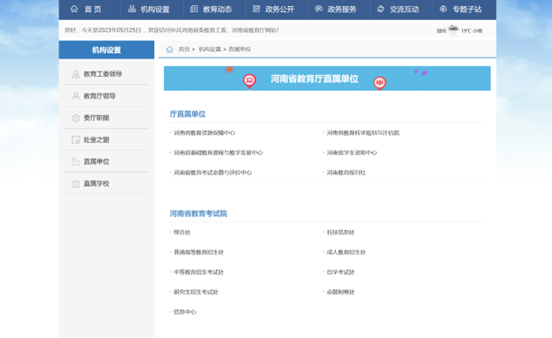 首 页 机构设置 教育动态 政务公开 政务服务 交流互动 专题子站
您好，今天是2023年05月25日，欢迎访问中共河南省委教育工委、河南省教育厅网站！ 郑州 19℃ 小雨
机构设置
首页 > 机构设置 > 直属单位
教育工委领导
教育厅领导
委厅职能
处室之窗
直属单位
直属学校
河南省教育厅直属单位
厅直属单位
· 河南省教育资源保障中心 · 河南省教育科学规划与评估院
· 河南省基础教育课程与教学发展中心 · 河南省学生资助中心
· 河南省教育考试命题与评价中心 · 河南教育报刊社
河南省教育考试院
· 综合处 · 科技信息处
· 普通高等教育招生处 · 成人教育招生处
· 中等教育招生考试处 · 自学考试处
· 研究生招生考试处 · 命题制卷处
· 信息中心